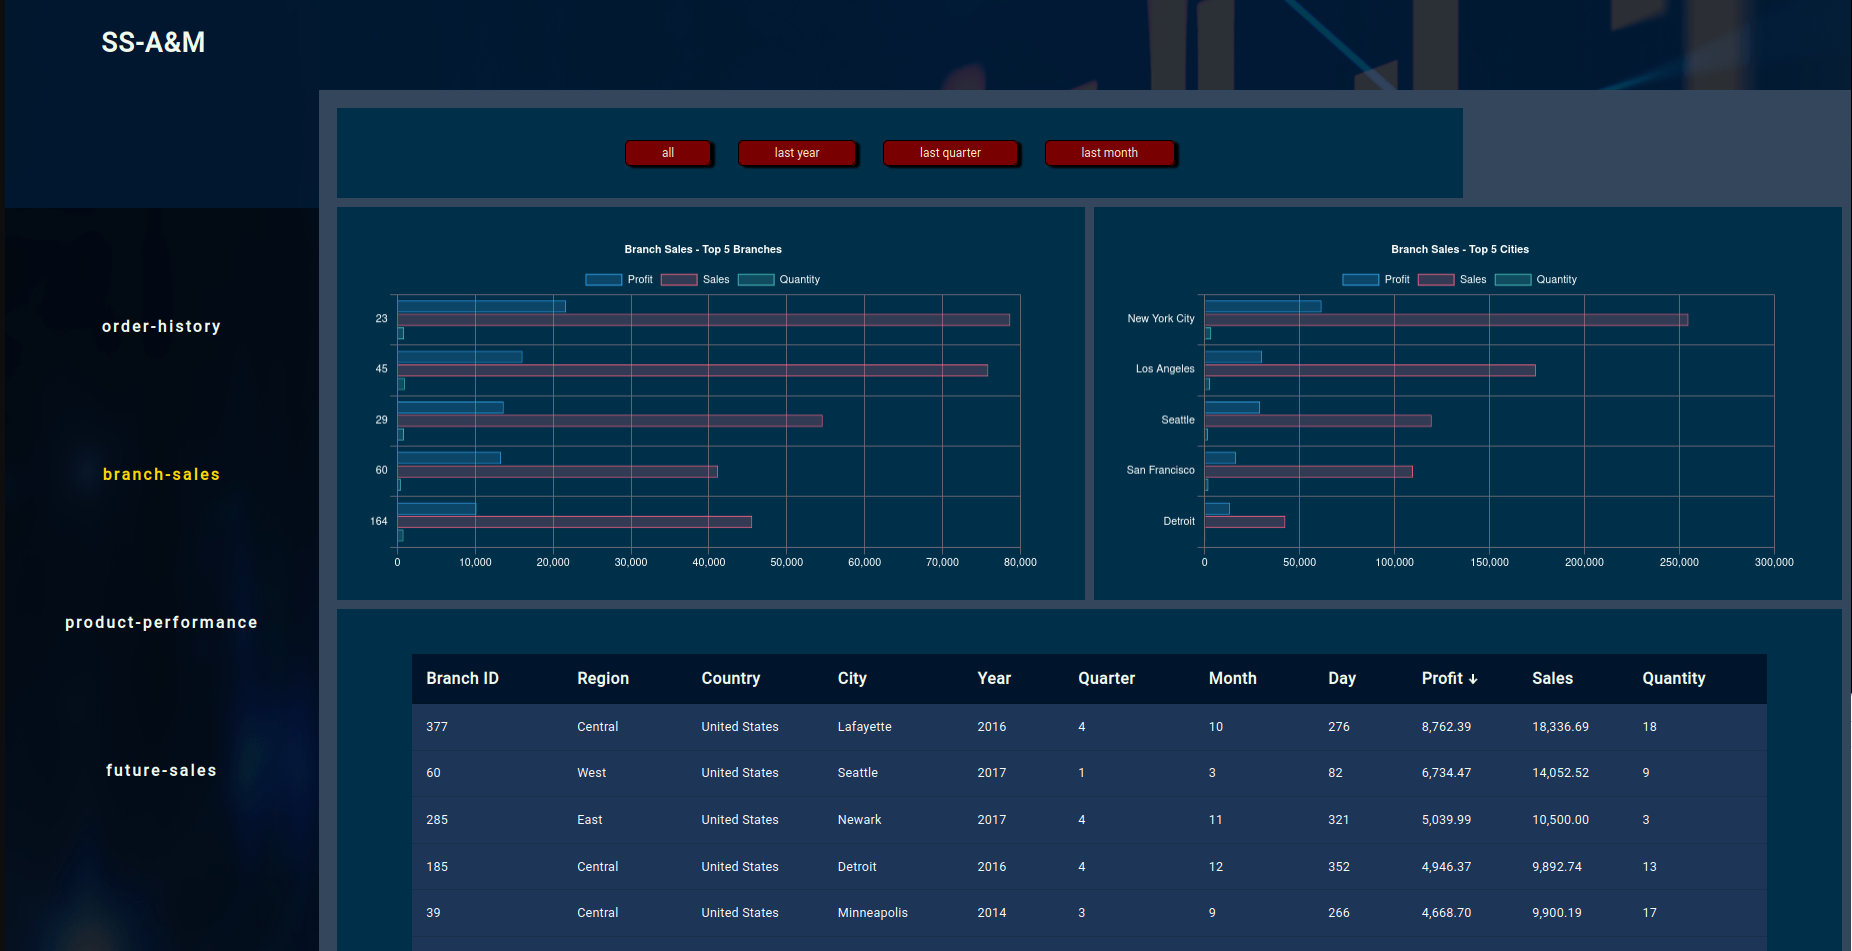 SS-A&M
all last year last quarter last month
order-history
branch-sales
product-performance
future-sales
Branch Sales - Top 5 Branches
Profit Sales Quantity
23
45
29
60
164
0 10,000 20,000 30,000 40,000 50,000 60,000 70,000 80,000
Branch Sales - Top 5 Cities
Profit Sales Quantity
New York City
Los Angeles
Seattle
San Francisco
Detroit
0 50,000 100,000 150,000 200,000 250,000 300,000
Branch ID Region Country City Year Quarter Month Day Profit ↓ Sales Quantity
377 Central United States Lafayette 2016 4 10 276 8,762.39 18,336.69 18
60 West United States Seattle 2017 1 3 82 6,734.47 14,052.52 9
285 East United States Newark 2017 4 11 321 5,039.99 10,500.00 3
185 Central United States Detroit 2016 4 12 352 4,946.37 9,892.74 13
39 Central United States Minneapolis 2014 3 9 266 4,668.70 9,900.19 17